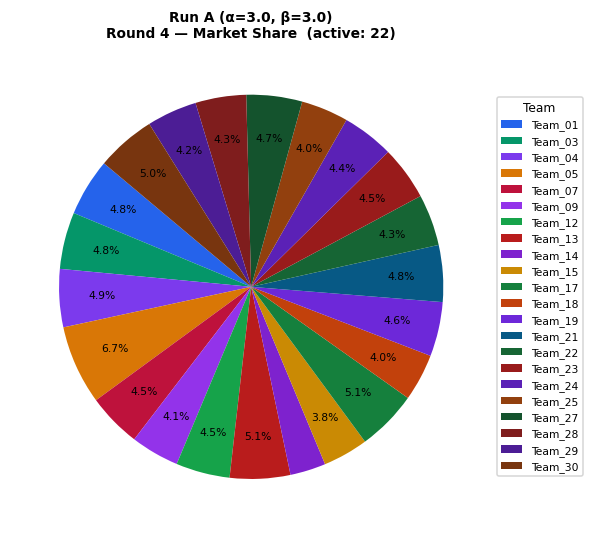 Run A (α=3.0, β=3.0)
Round 4 — Market Share  (active: 22)
4.8%
4.8%
4.9%
6.7%
4.5%
4.1%
4.5%
5.1%
3.8%
5.1%
4.0%
4.6%
4.8%
4.3%
4.5%
4.4%
4.0%
4.7%
4.3%
4.2%
5.0%
Team
Team_01
Team_03
Team_04
Team_05
Team_07
Team_09
Team_12
Team_13
Team_14
Team_15
Team_17
Team_18
Team_19
Team_21
Team_22
Team_23
Team_24
Team_25
Team_27
Team_28
Team_29
Team_30